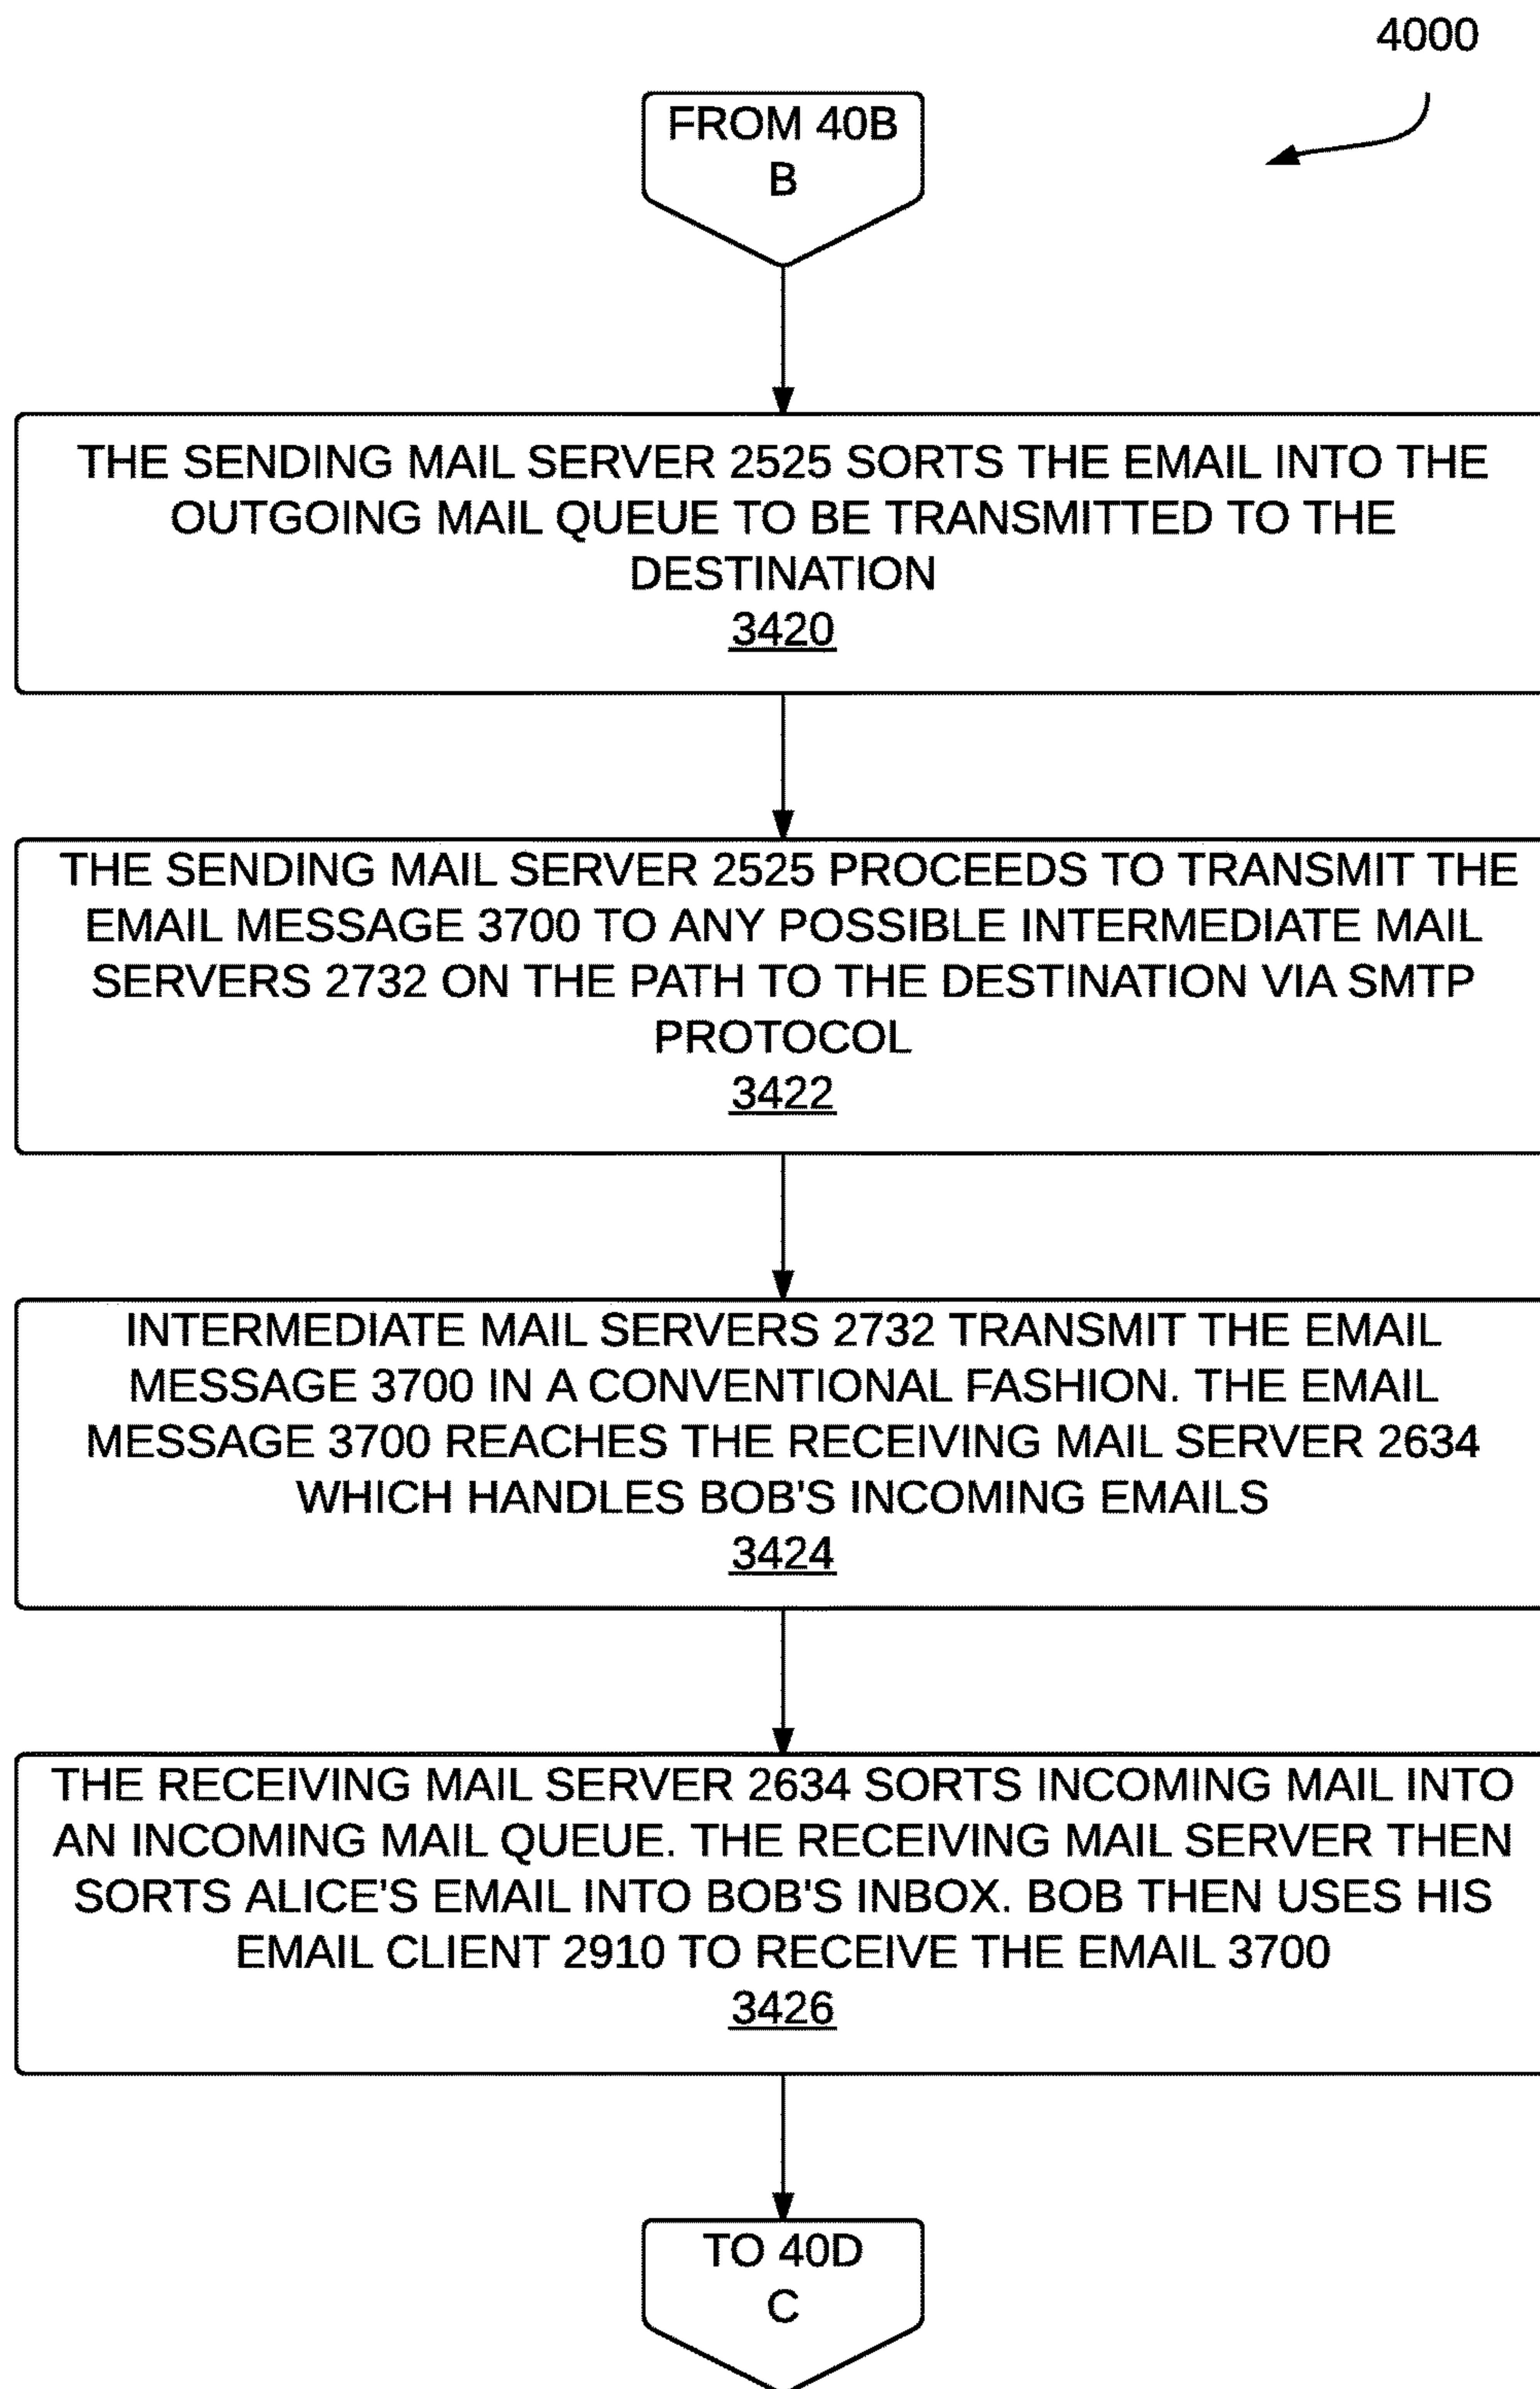 4000
FROM 40B
B
THE SENDING MAIL SERVER 2525 SORTS THE EMAIL INTO THE
OUTGOING MAIL QUEUE TO BE TRANSMITTED TO THE
DESTINATION
3420
THE SENDING MAIL SERVER 2525 PROCEEDS TO TRANSMIT THE
EMAIL MESSAGE 3700 TO ANY POSSIBLE INTERMEDIATE MAIL
SERVERS 2732 ON THE PATH TO THE DESTINATION VIA SMTP
PROTOCOL
3422
INTERMEDIATE MAIL SERVERS 2732 TRANSMIT THE EMAIL
MESSAGE 3700 IN A CONVENTIONAL FASHION. THE EMAIL
MESSAGE 3700 REACHES THE RECEIVING MAIL SERVER 2634
WHICH HANDLES BOB'S INCOMING EMAILS
3424
THE RECEIVING MAIL SERVER 2634 SORTS INCOMING MAIL INTO
AN INCOMING MAIL QUEUE. THE RECEIVING MAIL SERVER THEN
SORTS ALICE'S EMAIL INTO BOB'S INBOX. BOB THEN USES HIS
EMAIL CLIENT 2910 TO RECEIVE THE EMAIL 3700
3426
TO 40D
C